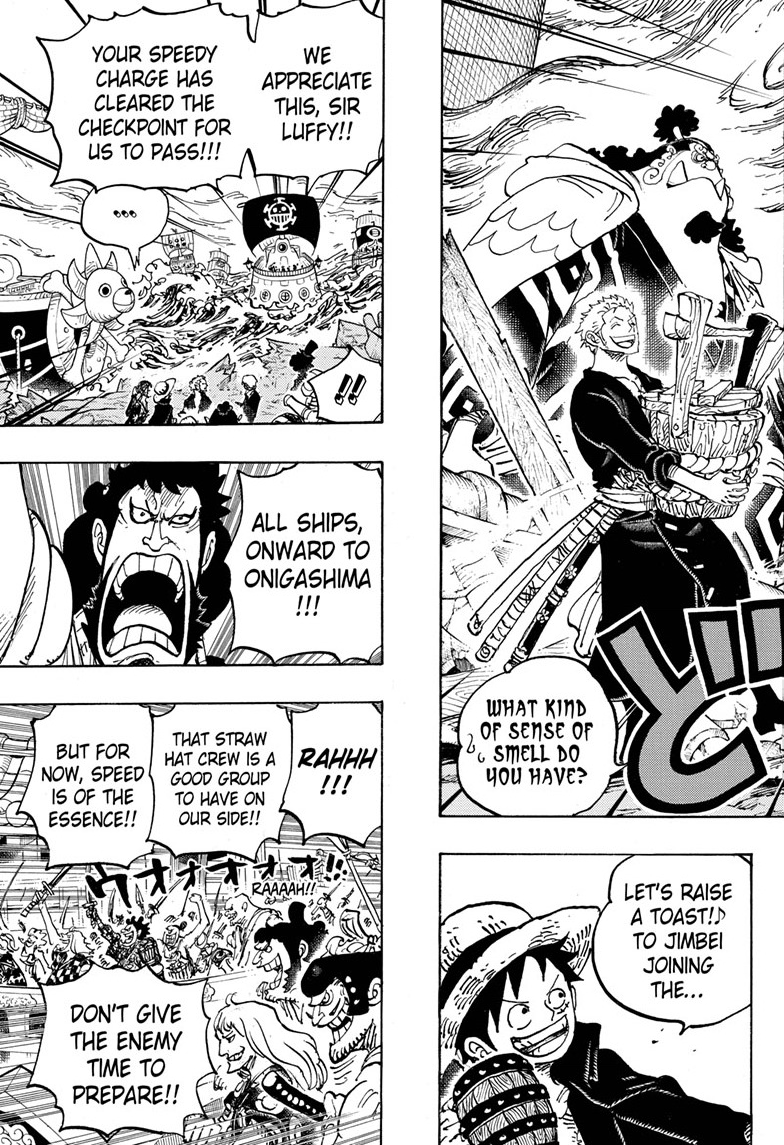 WHAT KIND
OF SENSE OF
SMELL DO
YOU HAVE?
ど
LET'S RAISE
A TOAST!♪
TO JIMBEI
JOINING
THE...
WE
APPRECIATE
THIS, SIR
LUFFY!!
YOUR SPEEDY
CHARGE HAS
CLEARED THE
CHECKPOINT FOR
US TO PASS!!!
...
!!
ALL SHIPS,
ONWARD TO
ONIGASHIMA
!!!
RAHHH
!!!
THAT STRAW
HAT CREW IS A
GOOD GROUP
TO HAVE ON
OUR SIDE!!
BUT FOR
NOW, SPEED
IS OF THE
ESSENCE!!
ウオオオオオ!!
RAAAAH!!
DON'T GIVE
THE ENEMY
TIME TO
PREPARE!!